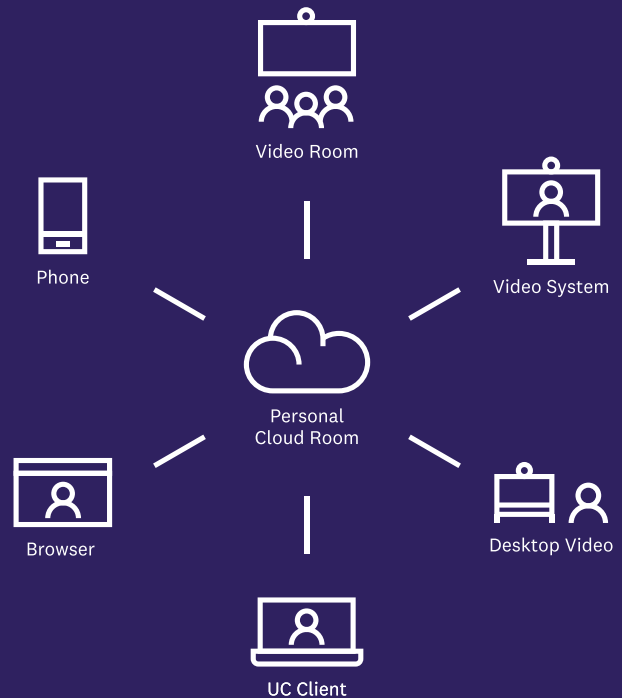 Video Room
Phone
Video System
Personal
Cloud Room
Browser
Desktop Video
UC Client